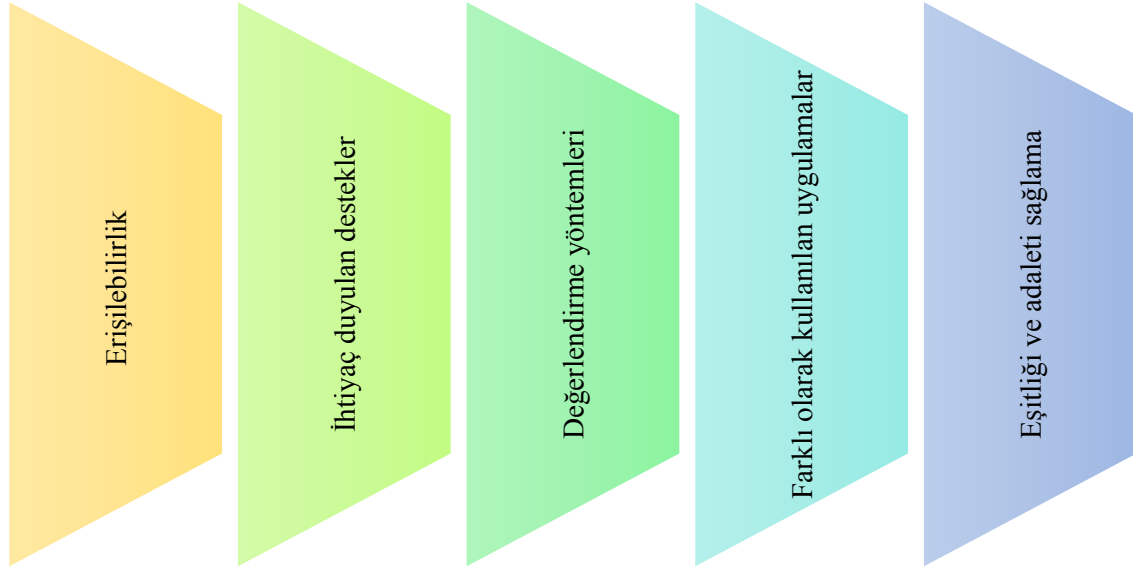 Erişilebilirlik
İhtiyaç duyulan destekler
Değerlendirme yöntemleri
Farklı olarak kullanılan uygulamalar
Eşitliği ve adaleti sağlama